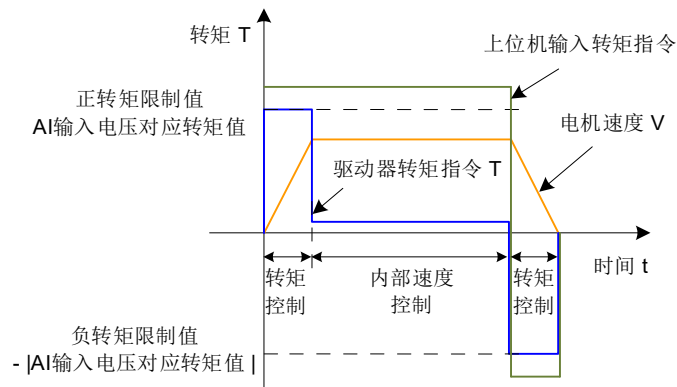 转矩 T
上位机输入转矩指令
正转矩限制值
AI输入电压对应转矩值
电机速度 V
驱动器转矩指令 T
时间 t
转矩
控制
内部速度
控制
转矩
控制
负转矩限制值
- |AI输入电压对应转矩值 |